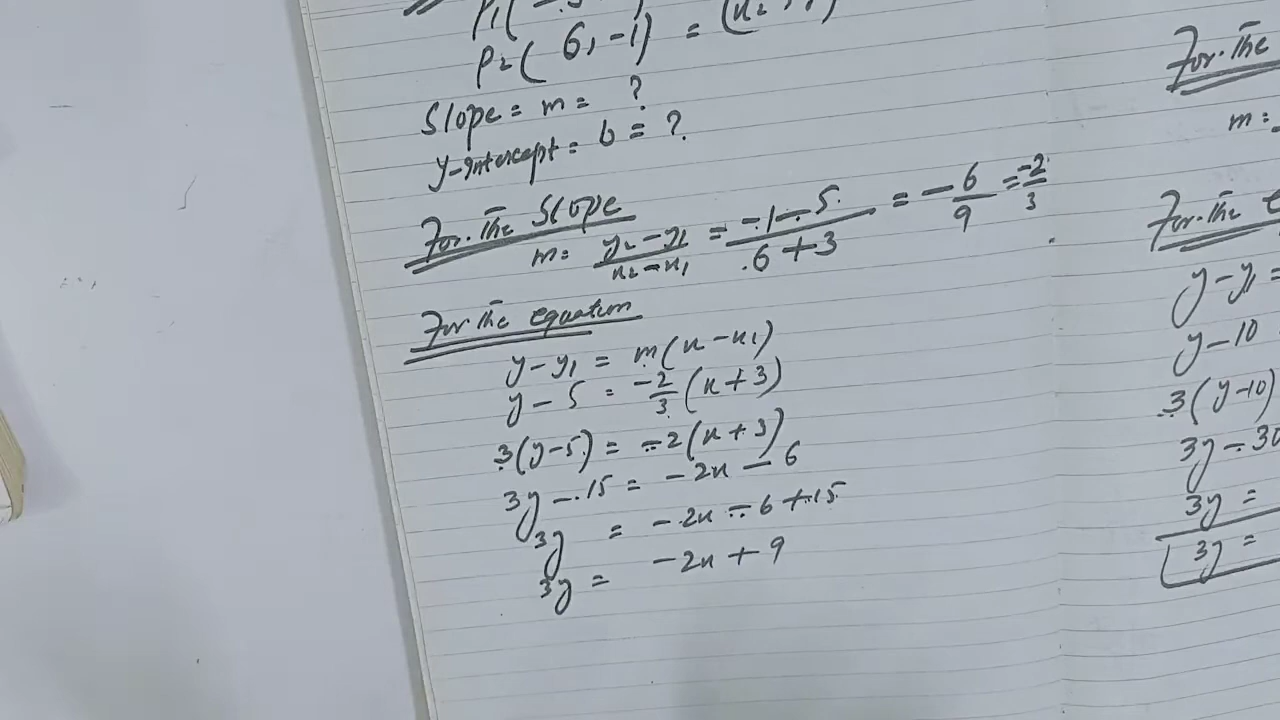 P₂( 6, -1) = (x₂
Slope = m = ?
y-Intercept = b = ?
For The Slope
m = y₂ - y₁ / x₂ - x₁ = -1 - 5 / 6 + 3 = -6 / 9 = -2 / 3
For The equation
y - y₁ = m(x - x₁)
y - 5 = -2/3 (x + 3)
3(y-5) = -2(x + 3)
3y - 15 = -2x - 6
3y = -2x - 6 + 15
3y = -2x + 9
For The
m =
For The
y - y₁ =
y - 10
3(y-10)
3y - 30
3y =
3y =